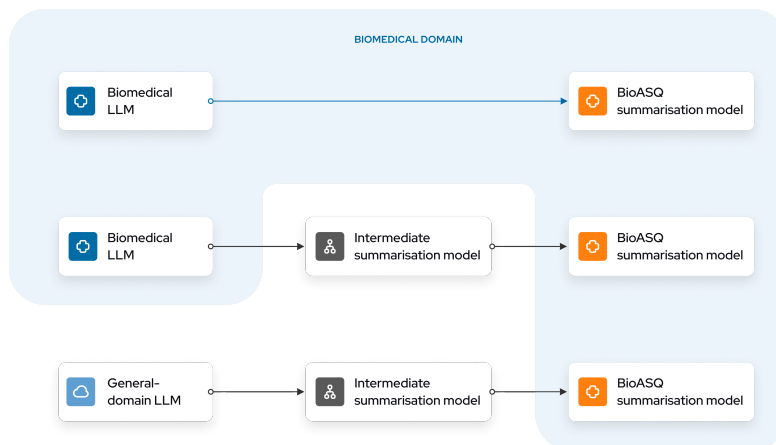 BIOMEDICAL DOMAIN
Biomedical
LLM
BioASQ
summarisation model
Biomedical
LLM
Intermediate
summarisation model
BioASQ
summarisation model
General-
domain LLM
Intermediate
summarisation model
BioASQ
summarisation model